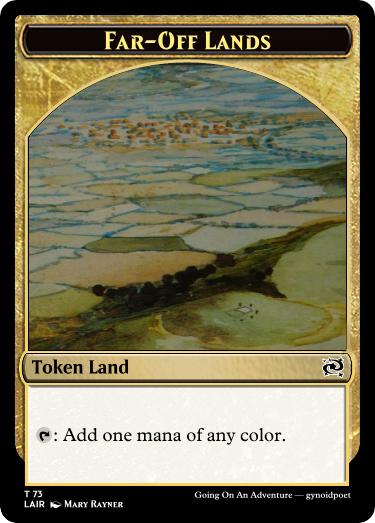 Far-Off Lands
Token Land
: Add one mana of any color.
T 73
LAIR Mary Rayner
Going On An Adventure — gynoidpoet